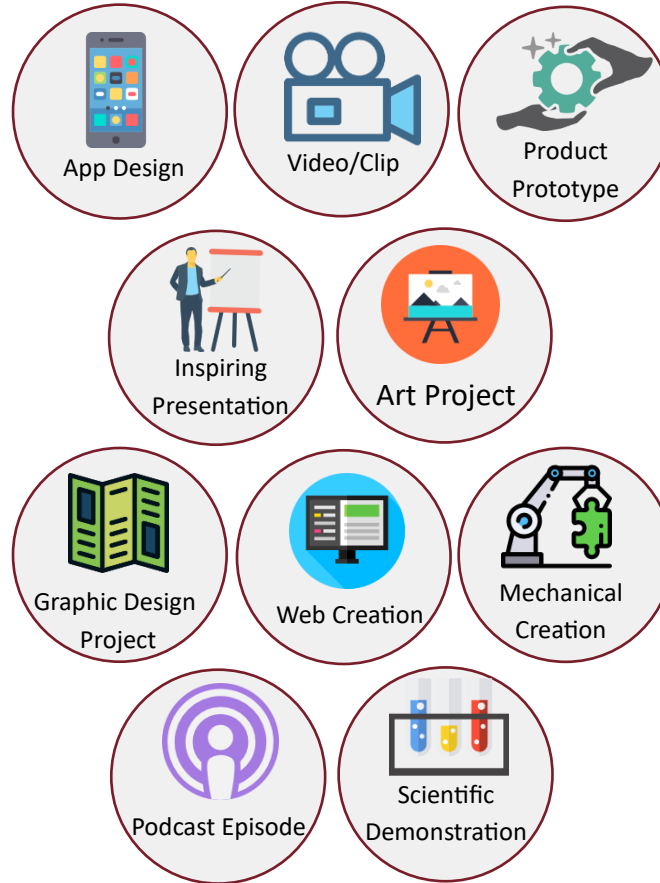 App Design
Video/Clip
Product
Prototype
Inspiring
Presentation
Art Project
Graphic Design
Project
Web Creation
Mechanical
Creation
Podcast Episode
Scientific
Demonstration